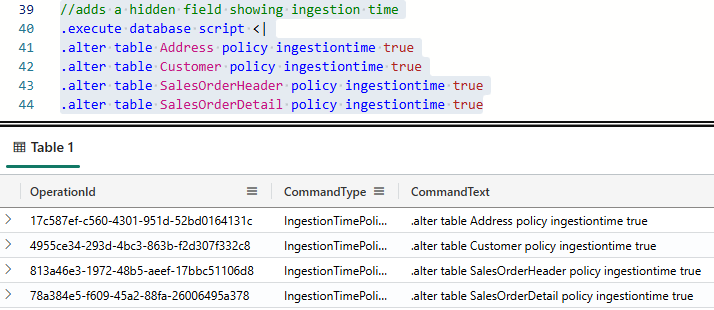 39 //adds a hidden field showing ingestion time
40 .execute database script <|
41 .alter table Address policy ingestiontime true
42 .alter table Customer policy ingestiontime true
43 .alter table SalesOrderHeader policy ingestiontime true
44 .alter table SalesOrderDetail policy ingestiontime true
Table 1
OperationId CommandType CommandText
17c587ef-c560-4301-951d-52bd0164131c IngestionTimePoli... .alter table Address policy ingestiontime true
4955ce34-293d-4bc3-863b-f2d307f332c8 IngestionTimePoli... .alter table Customer policy ingestiontime true
813a46e3-1972-48b5-aeef-17bbc51106d8 IngestionTimePoli... .alter table SalesOrderHeader policy ingestiontime true
78a384e5-f609-45a2-88fa-26006495a378 IngestionTimePoli... .alter table SalesOrderDetail policy ingestiontime true